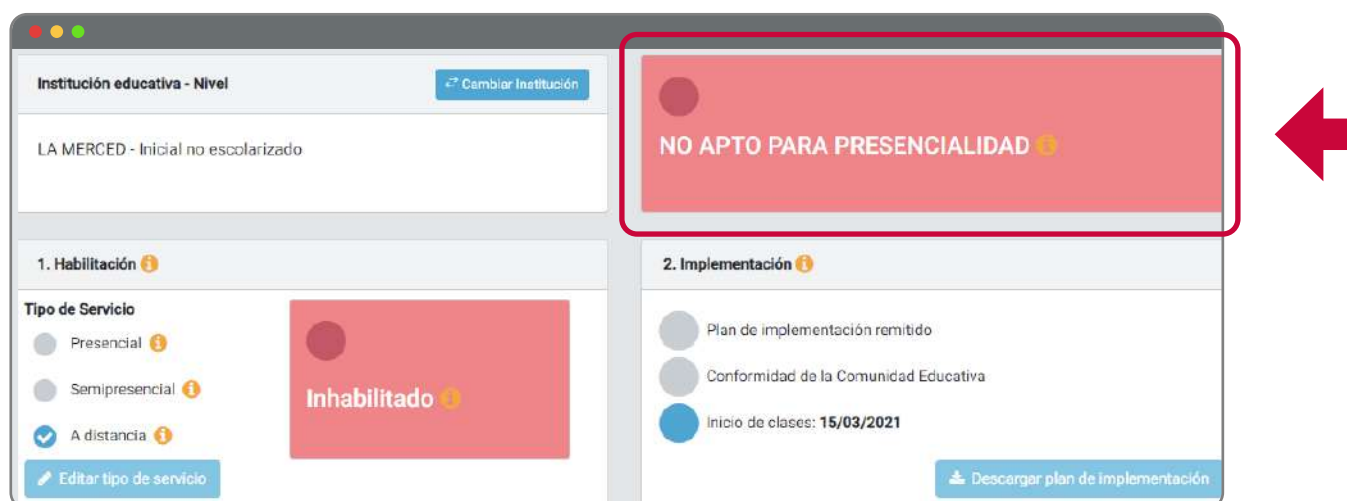 Institución educativa - Nivel
Cambiar Institución
LA MERCED - Inicial no escolarizado
NO APTO PARA PRESENCIALIDAD
1. Habilitación
Tipo de Servicio
Presencial
Semipresencial
A distancia
Editar tipo de servicio
Inhabilitado
2. Implementación
Plan de implementación remitido
Conformidad de la Comunidad Educativa
Inicio de clases: 15/03/2021
Descargar plan de implementación